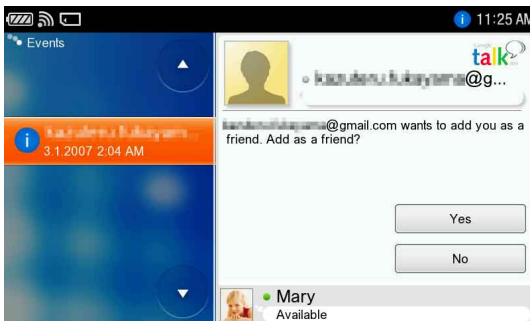 11:25 AM
Events
3.1.2007 2:04 AM
talk
@g...
@gmail.com wants to add you as a
friend. Add as a friend?
Yes
No
Mary
Available